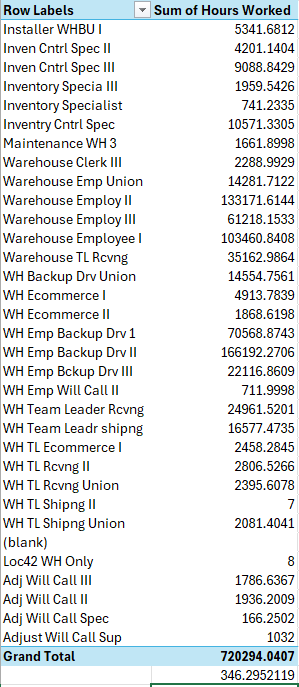 Row Labels Sum of Hours Worked
Installer WHBU I 5341.6812
Inven Cntrl Spec II 4201.1404
Inven Cntrl Spec III 9088.8429
Inventory Specia III 1959.5426
Inventory Specialist 741.2335
Inventry Cntrl Spec 10571.3305
Maintenance WH 3 1661.8998
Warehouse Clerk III 2288.9929
Warehouse Emp Union 14281.7122
Warehouse Employ II 133171.6144
Warehouse Employ III 61218.1533
Warehouse Employee I 103460.8408
Warehouse TL Rcvng 35162.9864
WH Backup Drv Union 14554.7561
WH Ecommerce I 4913.7839
WH Ecommerce II 1868.6198
WH Emp Backup Drv 1 70568.8743
WH Emp Backup Drv II 166192.2706
WH Emp Bckup Drv III 22116.8609
WH Emp Will Call II 711.9998
WH Team Leader Rcvng 24961.5201
WH Team Leadr shipng 16577.4735
WH TL Ecommerce I 2458.2845
WH TL Rcvng II 2806.5266
WH TL Rcvng Union 2395.6078
WH TL Shipng II 7
WH TL Shipng Union 2081.4041
(blank)
Loc42 WH Only 8
Adj Will Call III 1786.6367
Adj Will Call II 1936.2009
Adj Will Call Spec 166.2502
Adjust Will Call Sup 1032
Grand Total 720294.0407
346.2952119